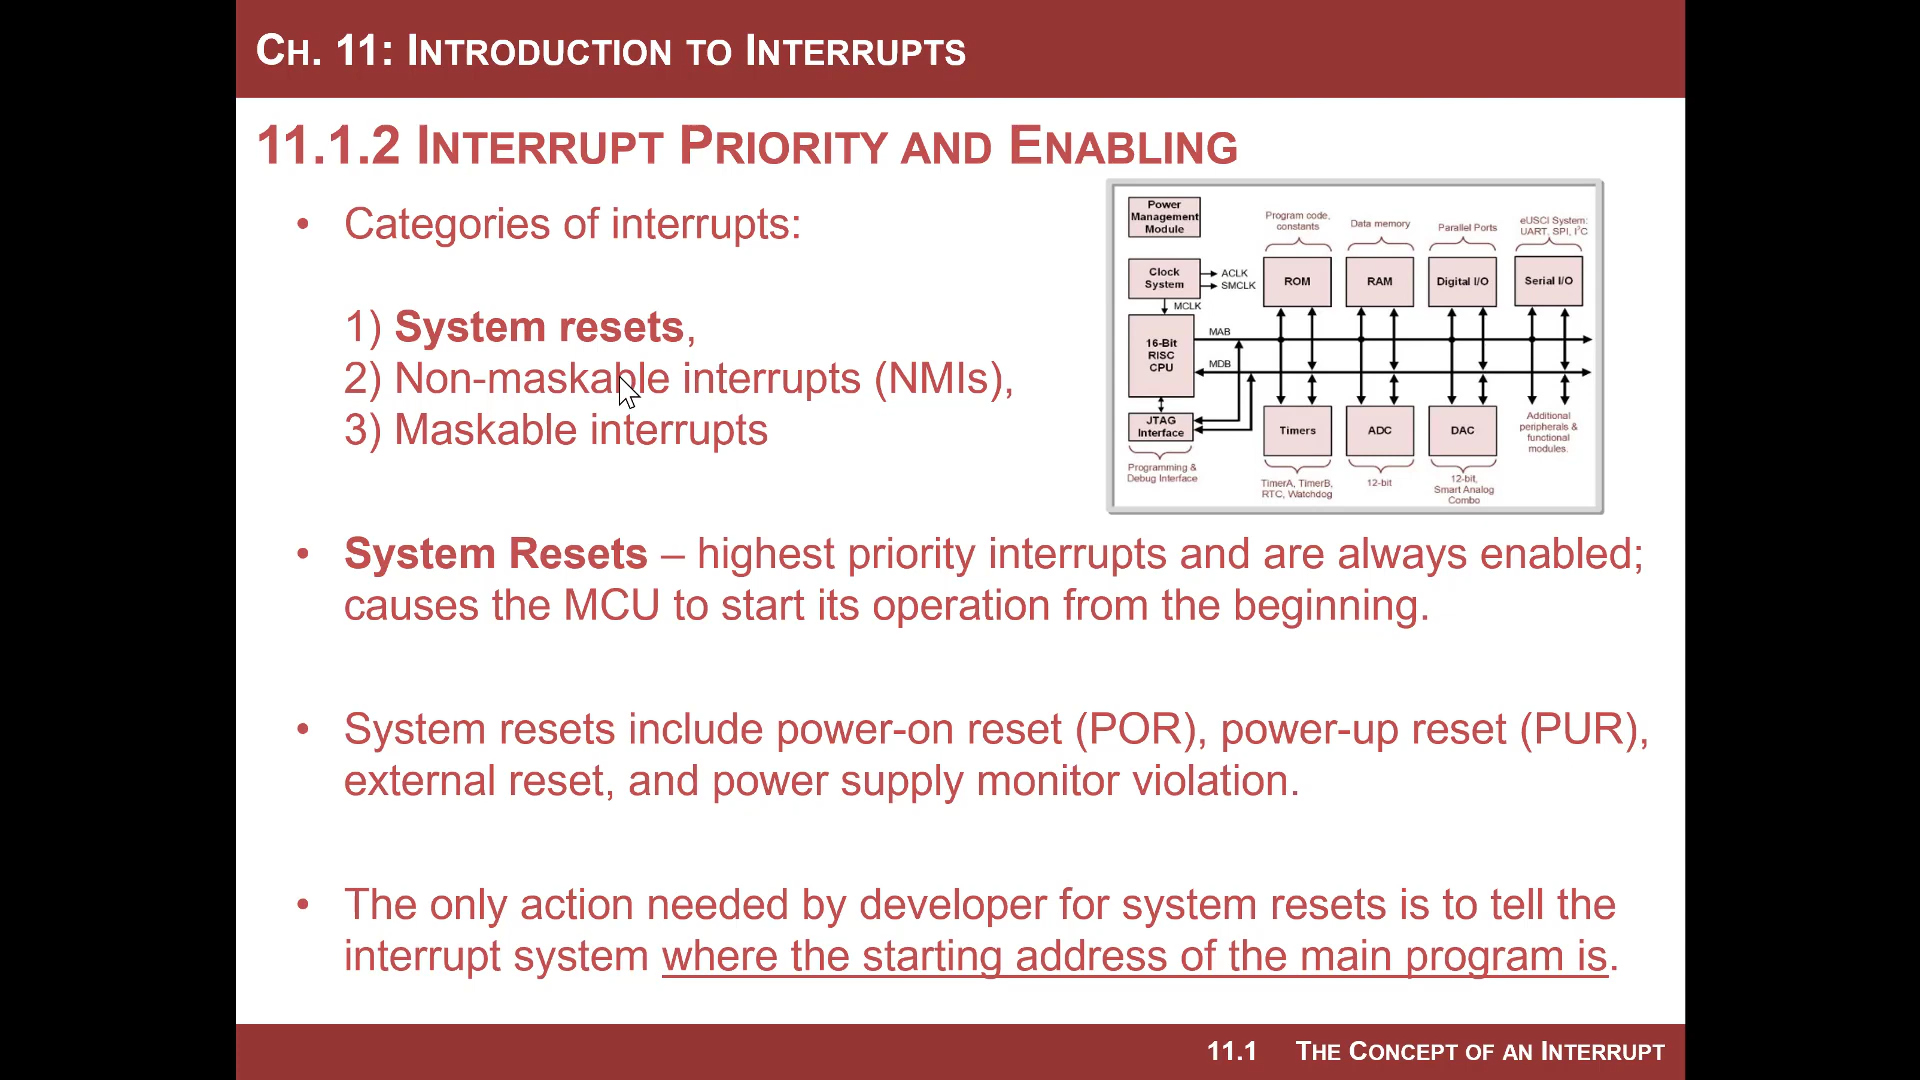 CH. 11: INTRODUCTION TO INTERRUPTS
11.1.2 INTERRUPT PRIORITY AND ENABLING
• Categories of interrupts:
1) System resets,
2) Non-maskable interrupts (NMIs),
3) Maskable interrupts
Power
Management
Module
Clock
System
ACLK
SMCLK
MCLK
16-Bit
RISC
CPU
JTAG
Interface
Programming &
Debug Interface
MAB
MDB
Program code,
constants
ROM
Data memory
RAM
Parallel Ports
Digital I/O
eUSCI System:
UART, SPI, I²C
Serial I/O
Timers
TimerA, TimerB,
RTC, Watchdog
ADC
12-bit
DAC
12-bit,
Smart Analog
Combo
Additional
peripherals &
functional
modules.
• System Resets – highest priority interrupts and are always enabled;
causes the MCU to start its operation from the beginning.
• System resets include power-on reset (POR), power-up reset (PUR),
external reset, and power supply monitor violation.
• The only action needed by developer for system resets is to tell the
interrupt system where the starting address of the main program is.
11.1 THE CONCEPT OF AN INTERRUPT